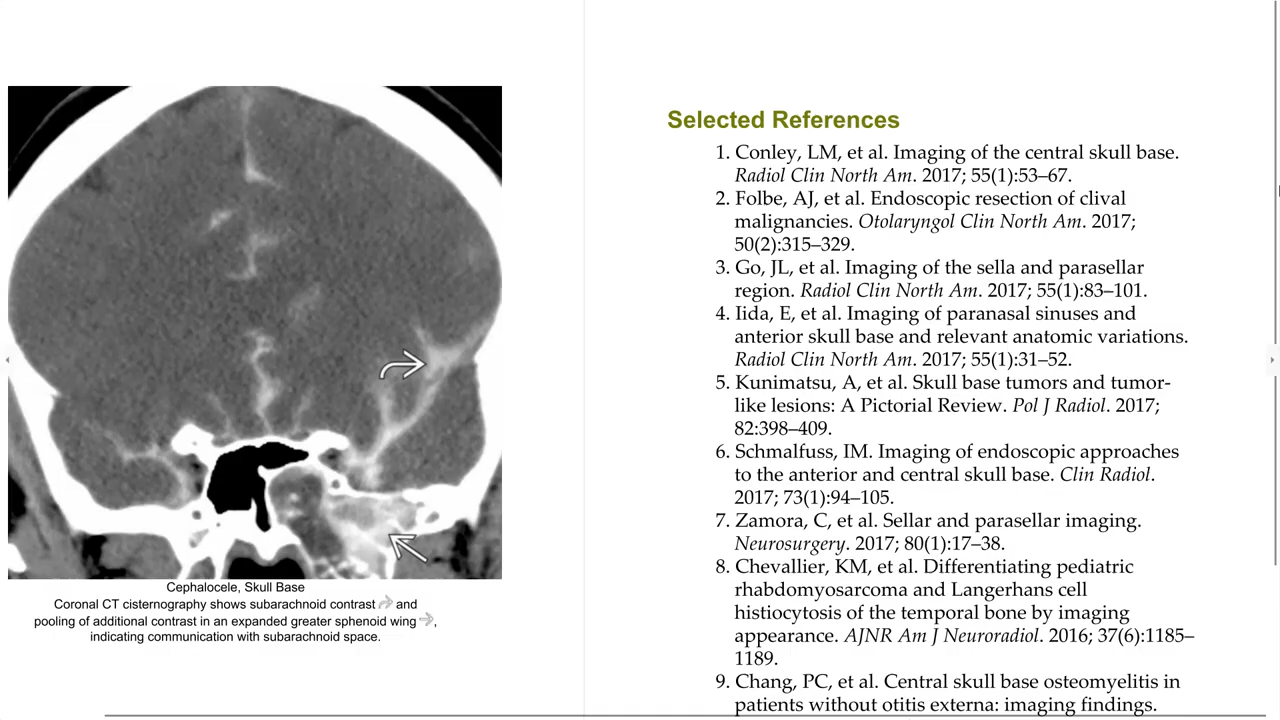 Cephalocele, Skull Base
Coronal CT cisternography shows subarachnoid contrast and
pooling of additional contrast in an expanded greater sphenoid wing ,
indicating communication with subarachnoid space.
Selected References
1. Conley, LM, et al. Imaging of the central skull base.
Radiol Clin North Am. 2017; 55(1):53–67.
2. Folbe, AJ, et al. Endoscopic resection of clival
malignancies. Otolaryngol Clin North Am. 2017;
50(2):315–329.
3. Go, JL, et al. Imaging of the sella and parasellar
region. Radiol Clin North Am. 2017; 55(1):83–101.
4. Iida, E, et al. Imaging of paranasal sinuses and
anterior skull base and relevant anatomic variations.
Radiol Clin North Am. 2017; 55(1):31–52.
5. Kunimatsu, A, et al. Skull base tumors and tumor-
like lesions: A Pictorial Review. Pol J Radiol. 2017;
82:398–409.
6. Schmalfuss, IM. Imaging of endoscopic approaches
to the anterior and central skull base. Clin Radiol.
2017; 73(1):94–105.
7. Zamora, C, et al. Sellar and parasellar imaging.
Neurosurgery. 2017; 80(1):17–38.
8. Chevallier, KM, et al. Differentiating pediatric
rhabdomyosarcoma and Langerhans cell
histiocytosis of the temporal bone by imaging
appearance. AJNR Am J Neuroradiol. 2016; 37(6):1185–
1189.
9. Chang, PC, et al. Central skull base osteomyelitis in
patients without otitis externa: imaging findings.